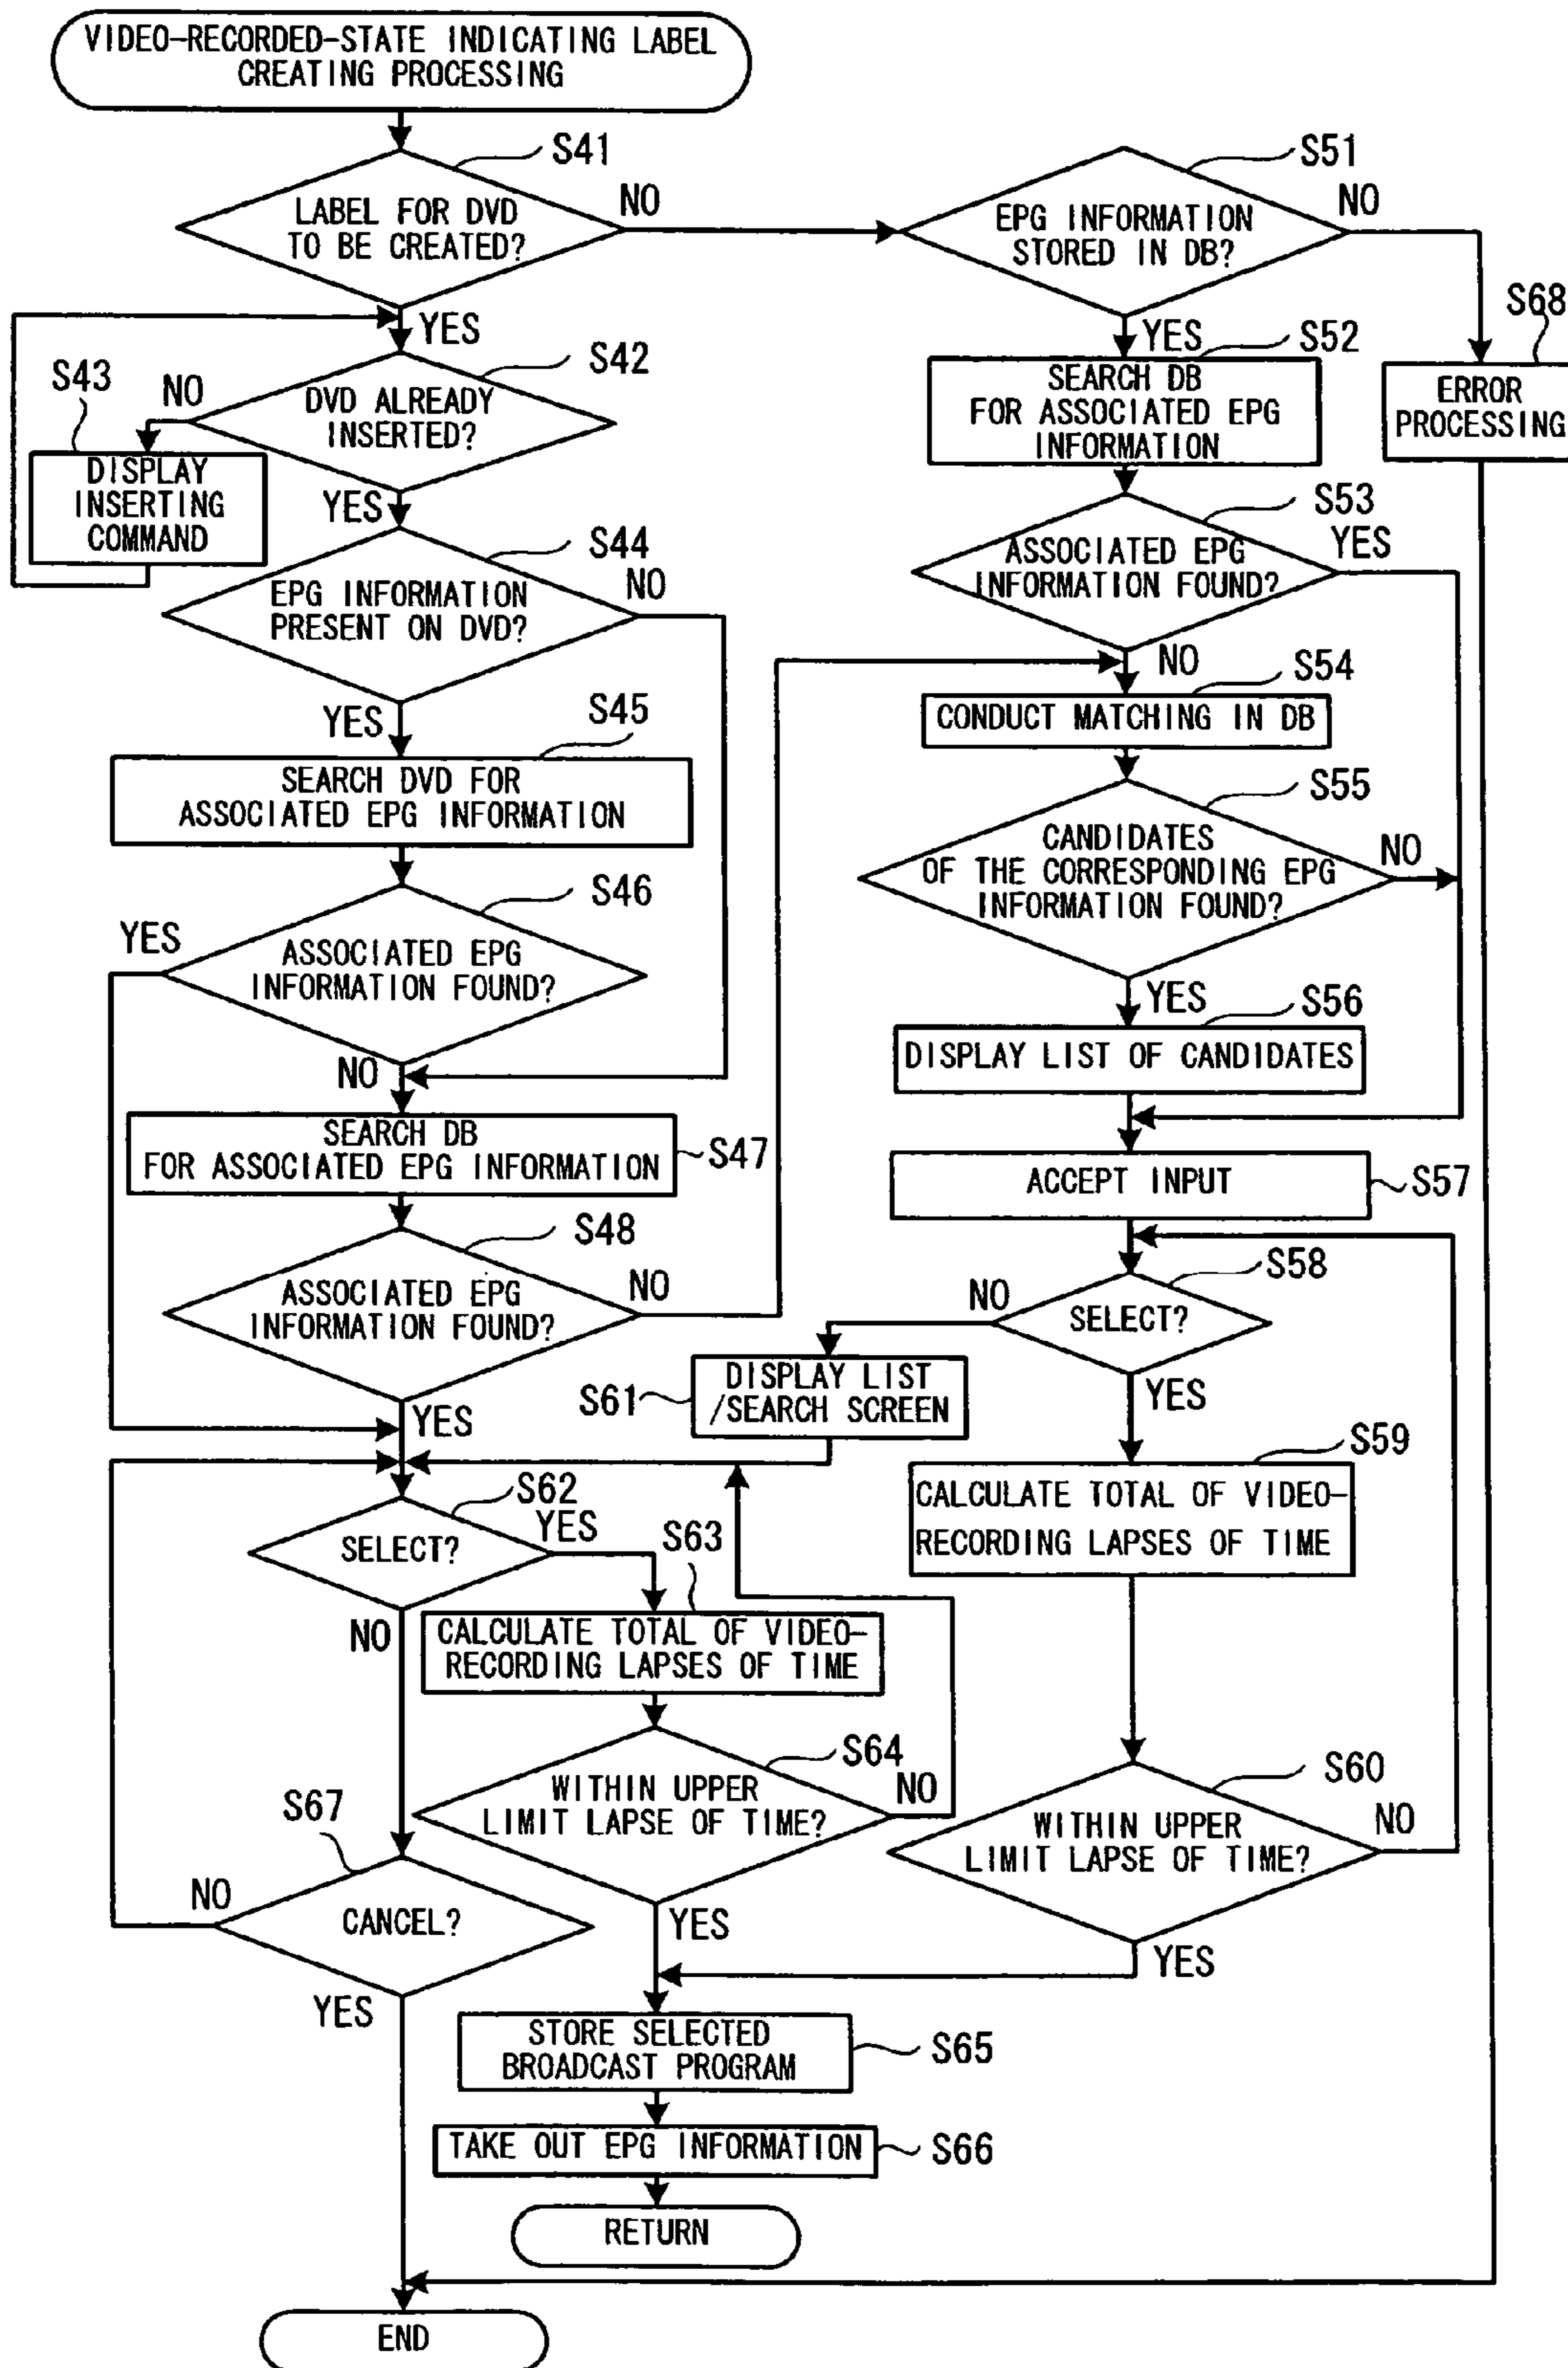 VIDEO-RECORDED-STATE INDICATING LABEL
CREATING PROCESSING
S41
LABEL FOR DVD
TO BE CREATED?
NO
YES
S42
DVD ALREADY
INSERTED?
NO
S43
DISPLAY
INSERTING
COMMAND
YES
S44
EPG INFORMATION
PRESENT ON DVD?
NO
YES
S45
SEARCH DVD FOR
ASSOCIATED EPG INFORMATION
S46
YES
ASSOCIATED EPG
INFORMATION FOUND?
NO
SEARCH DB
FOR ASSOCIATED EPG INFORMATION
S47
S48
ASSOCIATED EPG
INFORMATION FOUND?
NO
YES
S51
EPG INFORMATION
STORED IN DB?
NO
YES
S68
ERROR
PROCESSING
S52
SEARCH DB
FOR ASSOCIATED EPG
INFORMATION
S53
ASSOCIATED EPG
INFORMATION FOUND?
YES
NO
S54
CONDUCT MATCHING IN DB
S55
CANDIDATES
OF THE CORRESPONDING EPG
INFORMATION FOUND?
NO
YES
S56
DISPLAY LIST OF CANDIDATES
ACCEPT INPUT
S57
S58
SELECT?
NO
YES
S61
DISPLAY LIST
/SEARCH SCREEN
S59
CALCULATE TOTAL OF VIDEO-
RECORDING LAPSES OF TIME
S60
WITHIN UPPER
LIMIT LAPSE OF TIME?
NO
YES
S62
SELECT?
YES
NO
S63
CALCULATE TOTAL OF VIDEO-
RECORDING LAPSES OF TIME
S64
WITHIN UPPER
LIMIT LAPSE OF TIME?
NO
YES
S67
CANCEL?
NO
YES
STORE SELECTED
BROADCAST PROGRAM
S65
TAKE OUT EPG INFORMATION
S66
RETURN
END